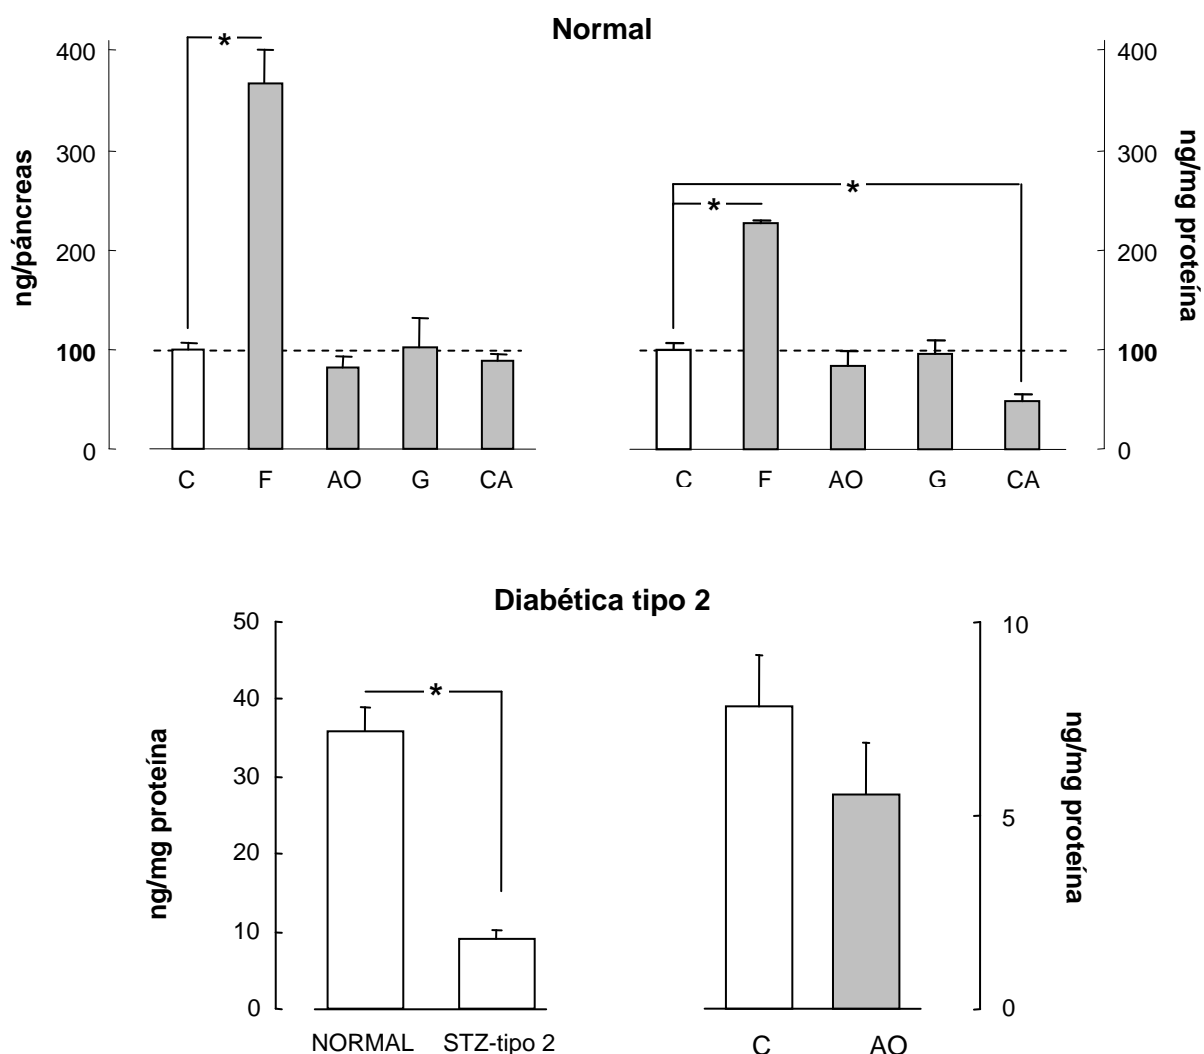 Normal
400
300
200
100
0
ng/páncreas
*
C F AO G CA
*
*
C F AO G CA
400
300
200
100
0
ng/mg proteína
Diabética tipo 2
50
40
30
20
10
0
ng/mg proteína
*
NORMAL STZ-tipo 2
C AO
10
5
0
ng/mg proteína